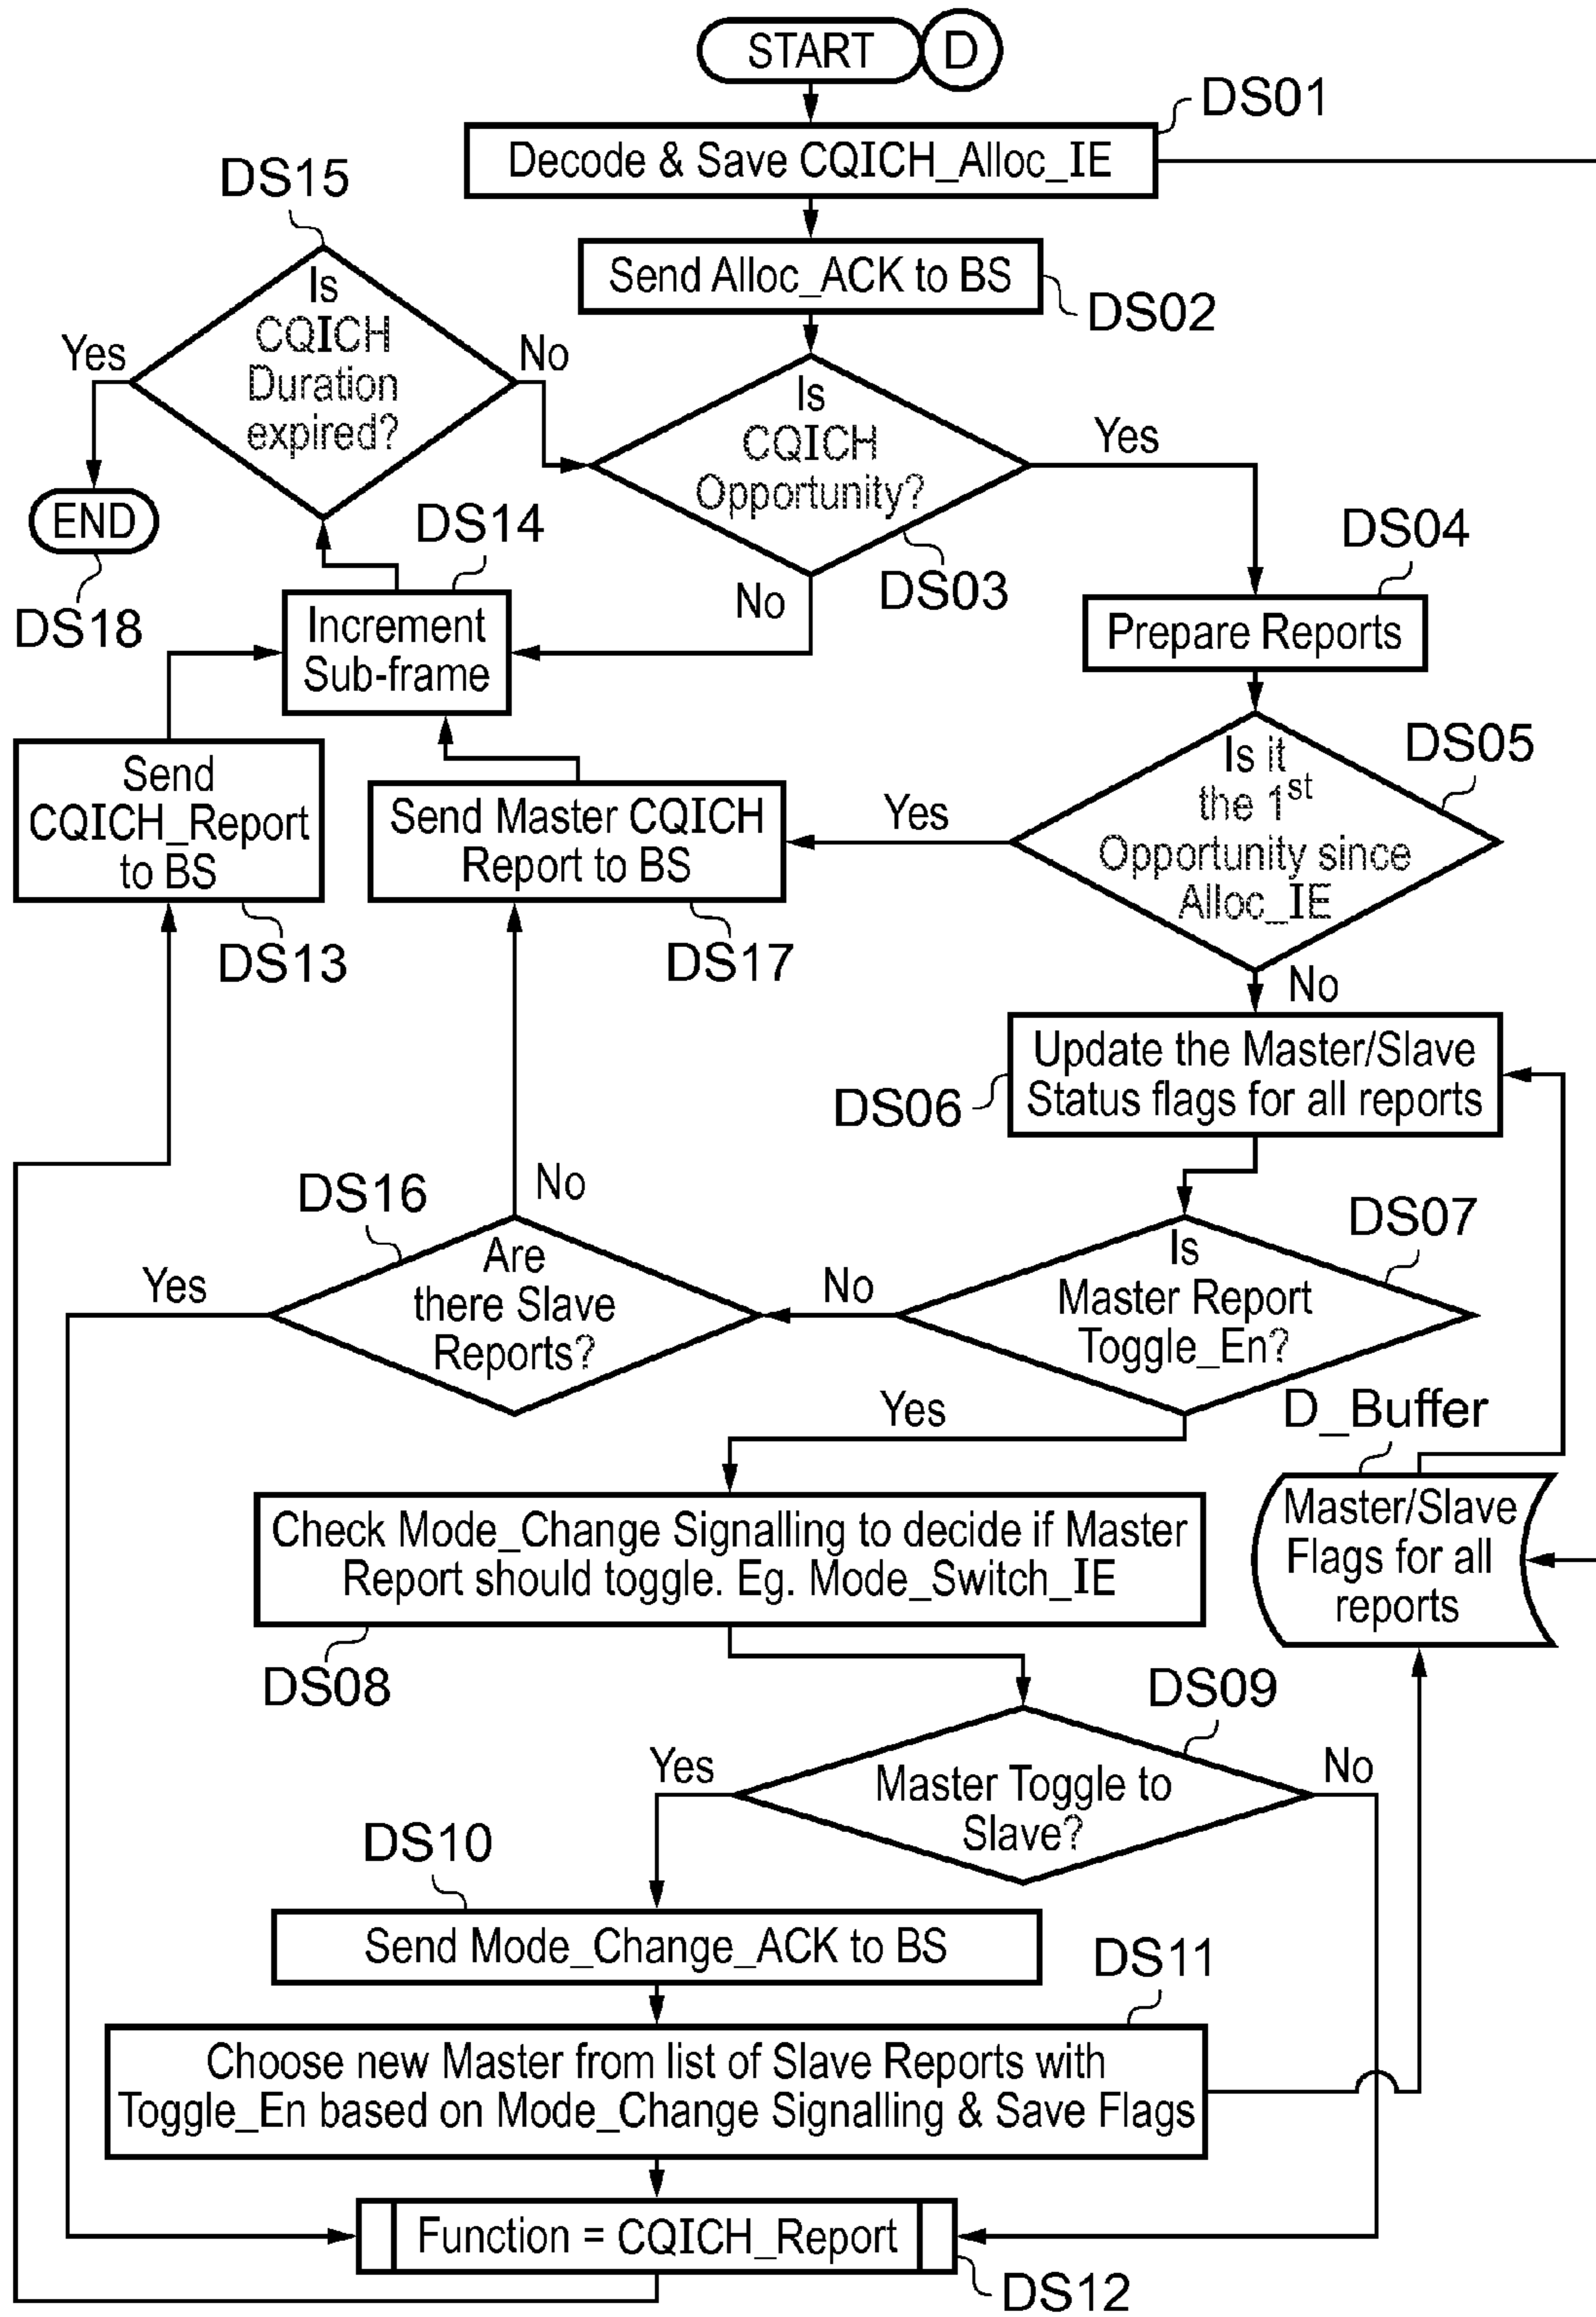 START
D
DS01
Decode & Save CQICH_Alloc_IE
DS15
Send Alloc_ACK to BS
DS02
Is
CQICH
Duration
expired?
Yes
No
Is
CQICH
Opportunity?
Yes
END
DS14
DS03
DS04
No
DS18
Increment
Sub-frame
Prepare Reports
Send
CQICH_Report
to BS
DS13
Send Master CQICH
Report to BS
DS17
Yes
Is it
the 1st
Opportunity since
Alloc_IE
DS05
No
Update the Master/Slave
Status flags for all reports
DS06
DS16
No
Are
there Slave
Reports?
Yes
No
Is
Master Report
Toggle_En?
DS07
Yes
D_Buffer
Master/Slave
Flags for all
reports
Check Mode_Change Signalling to decide if Master
Report should toggle. Eg. Mode_Switch_IE
DS08
DS09
Yes
Master Toggle to
Slave?
No
DS10
Send Mode_Change_ACK to BS
DS11
Choose new Master from list of Slave Reports with
Toggle_En based on Mode_Change Signalling & Save Flags
Function = CQICH_Report
DS12